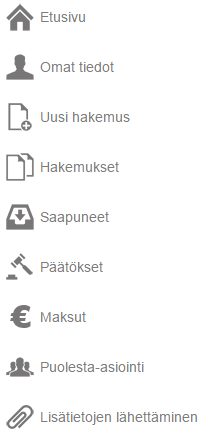 Etusivu
Omat tiedot
Uusi hakemus
Hakemukset
Saapuneet
Päätökset
Maksut
Puolesta-asiointi
Lisätietojen lähettäminen